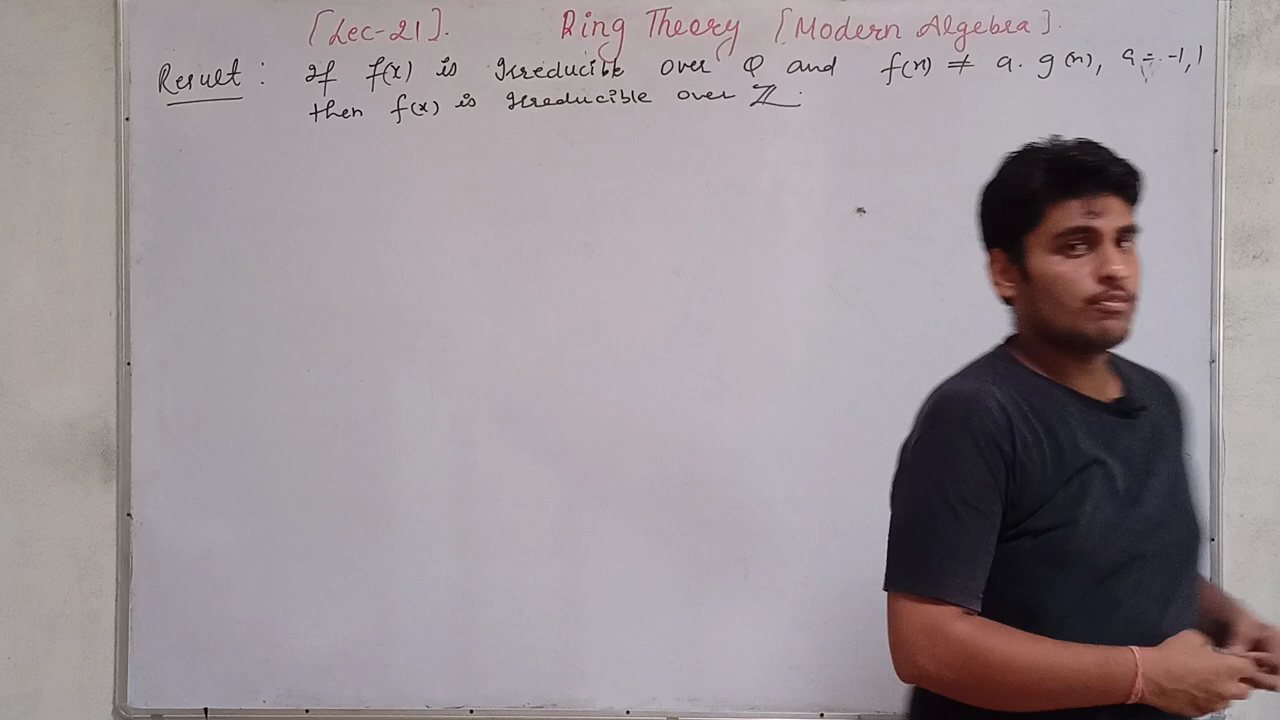 [Lec-21]. Ring Theory [Modern Algebra].
Result : If f(x) is Irreducible over Q and f(x) ≠ a. g(x), a = -1, 1
then f(x) is Irreducible over Z.